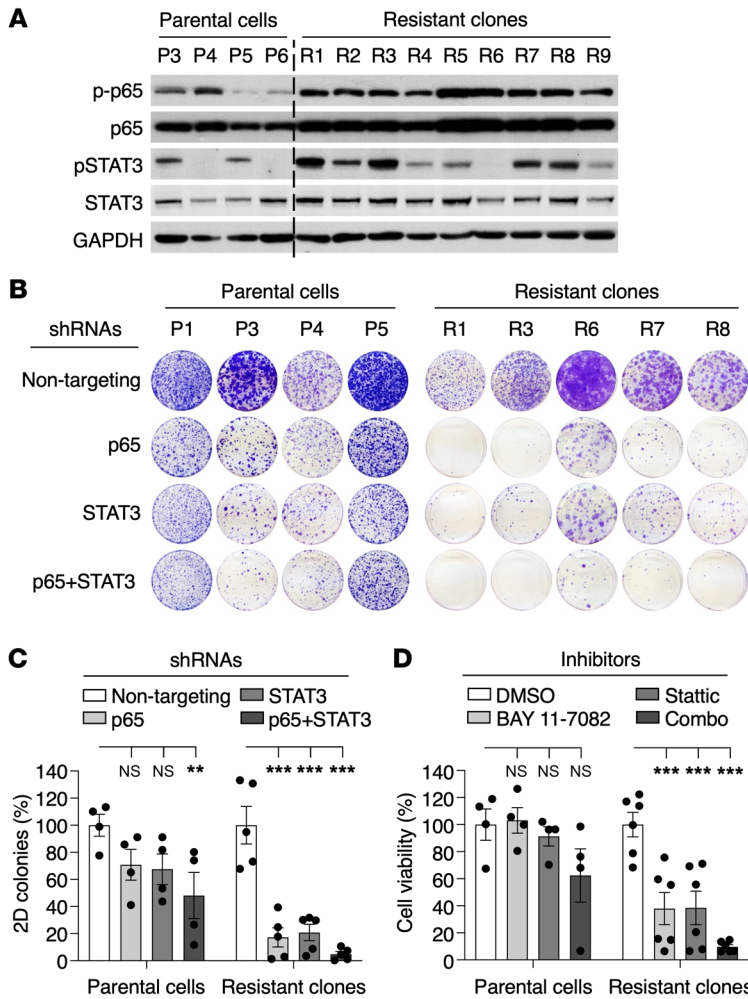 A
Parental cells Resistant clones
P3 P4 P5 P6 R1 R2 R3 R4 R5 R6 R7 R8 R9
p-p65
p65
pSTAT3
STAT3
GAPDH
B
Parental cells Resistant clones
shRNAs P1 P3 P4 P5 R1 R3 R6 R7 R8
Non-targeting
p65
STAT3
p65+STAT3
C
shRNAs
Non-targeting STAT3
p65 p65+STAT3
NS NS ** *** *** ***
2D colonies (%)
140
120
100
80
60
40
20
0
Parental cells Resistant clones
D
Inhibitors
DMSO Stattic
BAY 11-7082 Combo
NS NS NS *** *** ***
Cell viability (%)
140
120
100
80
60
40
20
0
Parental cells Resistant clones